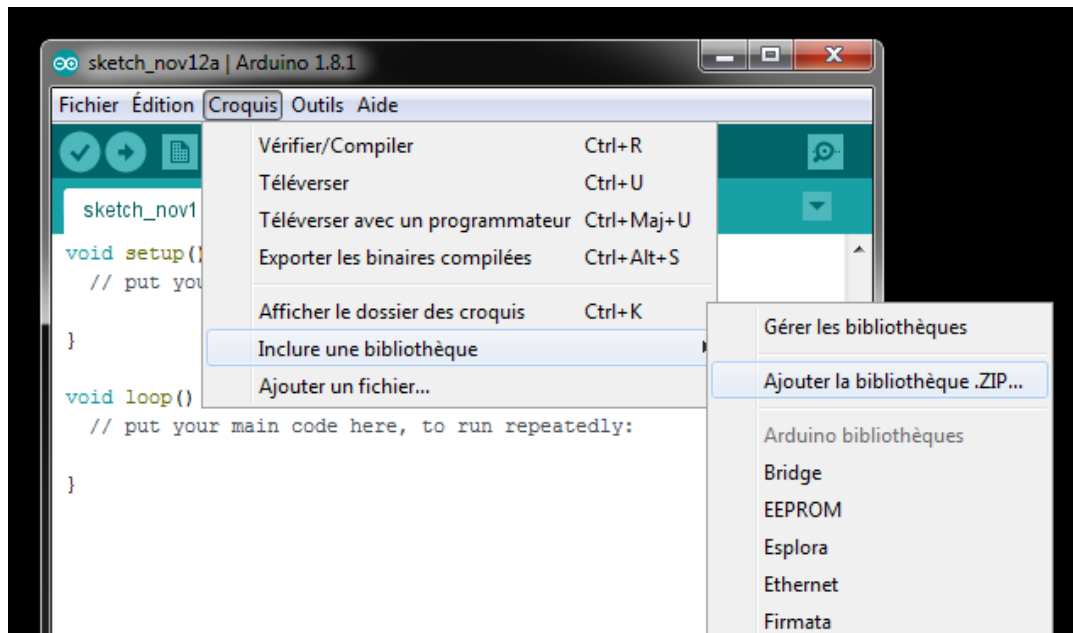 sketch_nov12a | Arduino 1.8.1
Fichier Édition Croquis Outils Aide
Vérifier/Compiler Ctrl+R
Téléverser Ctrl+U
Téléverser avec un programmateur Ctrl+Maj+U
Exporter les binaires compilées Ctrl+Alt+S
Afficher le dossier des croquis Ctrl+K
Inclure une bibliothèque
Ajouter un fichier...
Gérer les bibliothèques
Ajouter la bibliothèque .ZIP...
Arduino bibliothèques
Bridge
EEPROM
Esplora
Ethernet
Firmata
sketch_nov1
void setup()
// put you
}
void loop()
// put your main code here, to run repeatedly:
}